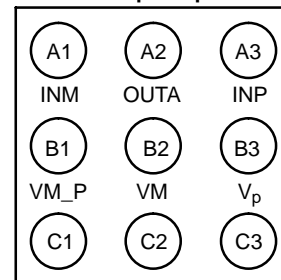 A1 A2 A3
INM OUTA INP
B1 B2 B3
VM_P VM Vp
C1 C2 C3